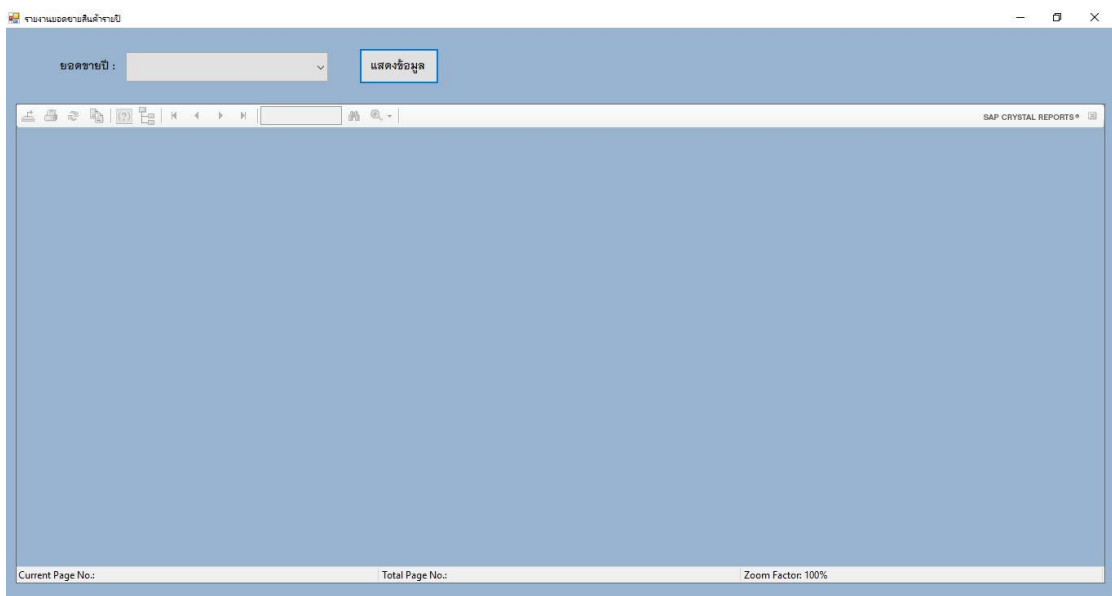 รายงานยอดขายสินค้ารายปี
ยอดขายปี :
แสดงข้อมูล
SAP CRYSTAL REPORTS®
Current Page No.:
Total Page No.:
Zoom Factor: 100%